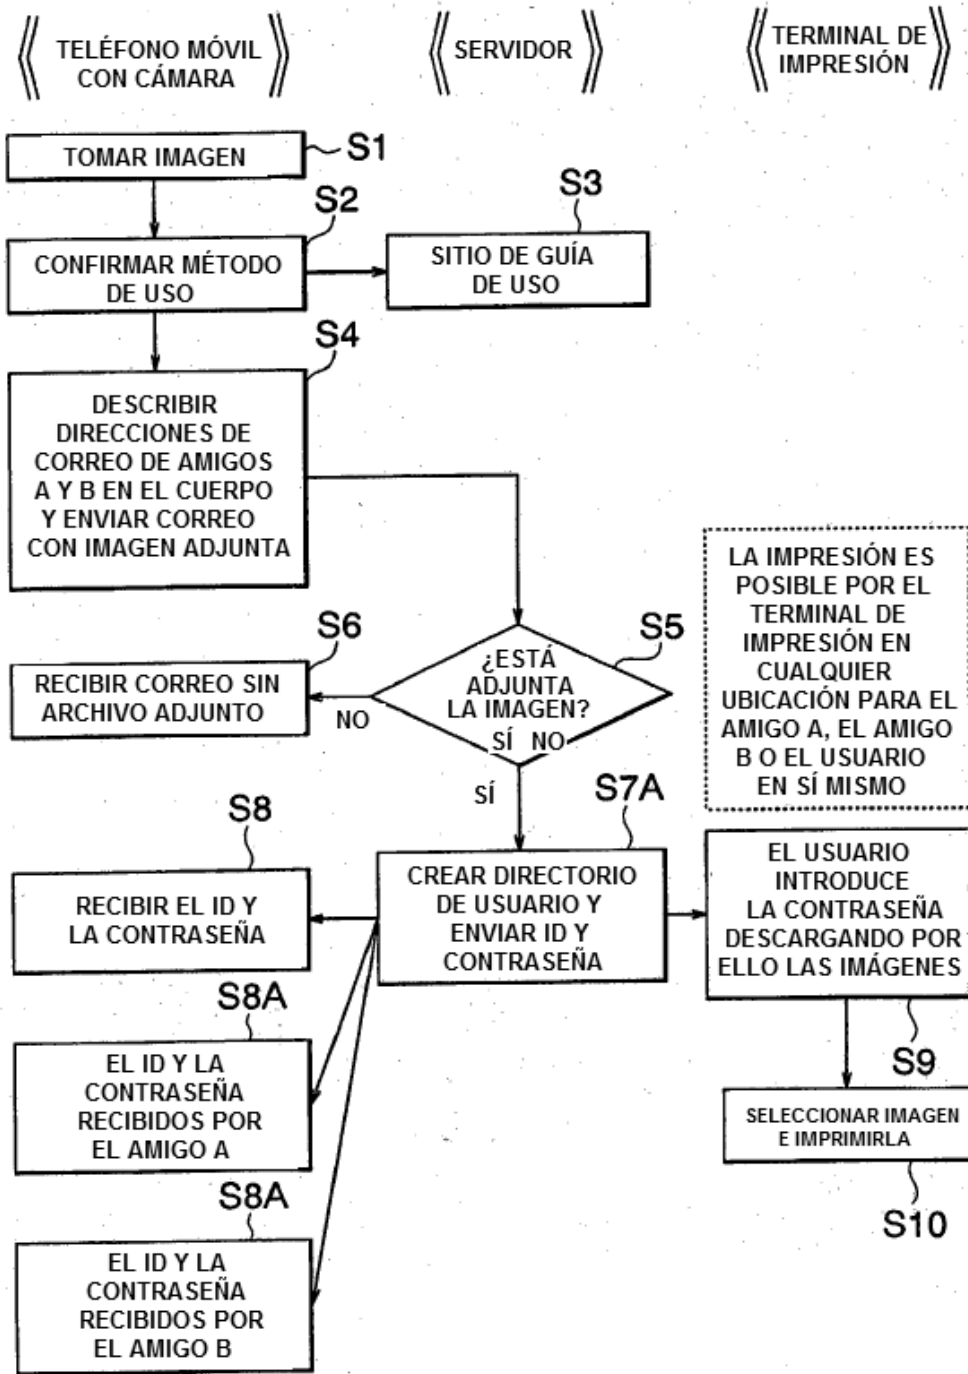 TELÉFONO MÓVIL
CON CÁMARA
SERVIDOR
TERMINAL DE
IMPRESIÓN
TOMAR IMAGEN
S1
S2
CONFIRMAR MÉTODO
DE USO
S3
SITIO DE GUÍA
DE USO
S4
DESCRIBIR
DIRECCIONES DE
CORREO DE AMIGOS
A Y B EN EL CUERPO
Y ENVIAR CORREO
CON IMAGEN ADJUNTA
S5
¿ESTÁ
ADJUNTA
LA IMAGEN?
SÍ NO
NO
SÍ
S6
RECIBIR CORREO SIN
ARCHIVO ADJUNTO
LA IMPRESIÓN ES
POSIBLE POR EL
TERMINAL DE
IMPRESIÓN EN
CUALQUIER
UBICACIÓN PARA EL
AMIGO A, EL AMIGO
B O EL USUARIO
EN SÍ MISMO
S7A
CREAR DIRECTORIO
DE USUARIO Y
ENVIAR ID Y
CONTRASEÑA
S8
RECIBIR EL ID Y
LA CONTRASEÑA
S8A
EL ID Y LA
CONTRASEÑA
RECIBIDOS POR
EL AMIGO A
S8A
EL ID Y LA
CONTRASEÑA
RECIBIDOS POR
EL AMIGO B
EL USUARIO
INTRODUCE
LA CONTRASEÑA
DESCARGANDO POR
ELLO LAS IMÁGENES
S9
SELECCIONAR IMAGEN
E IMPRIMIRLA
S10